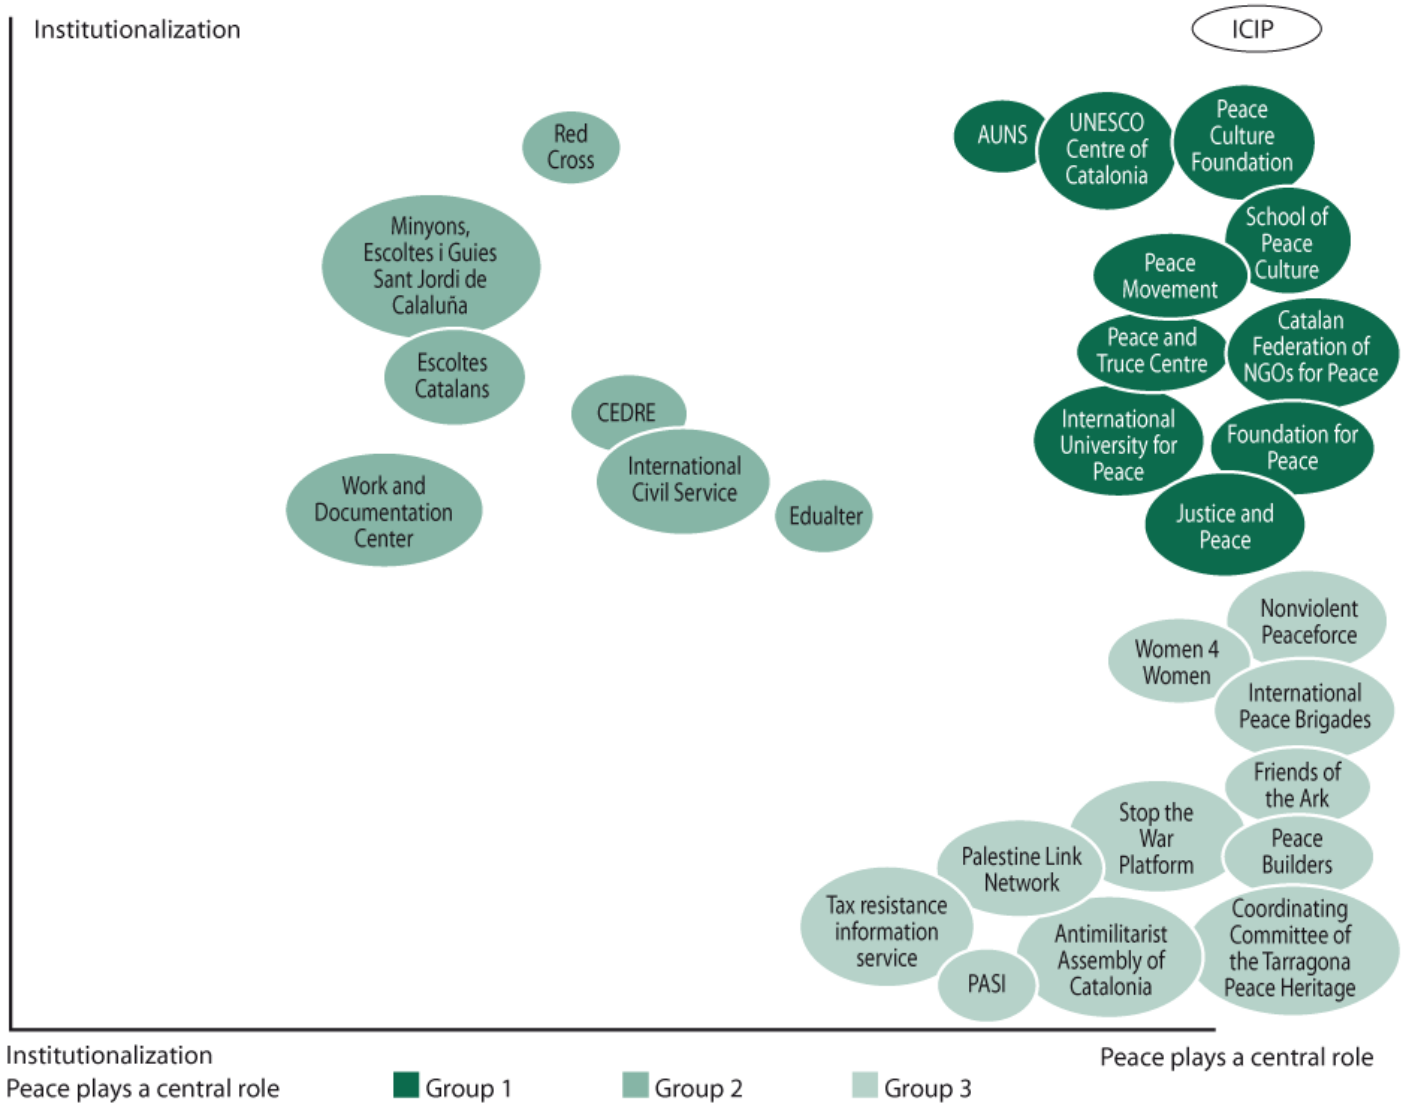 Institutionalization
ICIP
Red
Cross
AUNS
UNESCO
Centre of
Catalonia
Peace
Culture
Foundation
Minyons,
Escoltes i Guies
Sant Jordi de
Calaluña
School of
Peace
Culture
Peace
Movement
Escoltes
Catalans
Peace and
Truce Centre
Catalan
Federation of
NGOs for Peace
CEDRE
International
University for
Peace
Foundation for
Peace
International
Civil Service
Work and
Documentation
Center
Edualter
Justice and
Peace
Nonviolent
Peaceforce
Women 4
Women
International
Peace Brigades
Friends of
the Ark
Stop the
War
Platform
Peace
Builders
Palestine Link
Network
Tax resistance
information
service
Antimilitarist
Assembly of
Catalonia
Coordinating
Committee of
the Tarragona
Peace Heritage
PASI
Institutionalization
Peace plays a central role
Peace plays a central role
Group 1
Group 2
Group 3